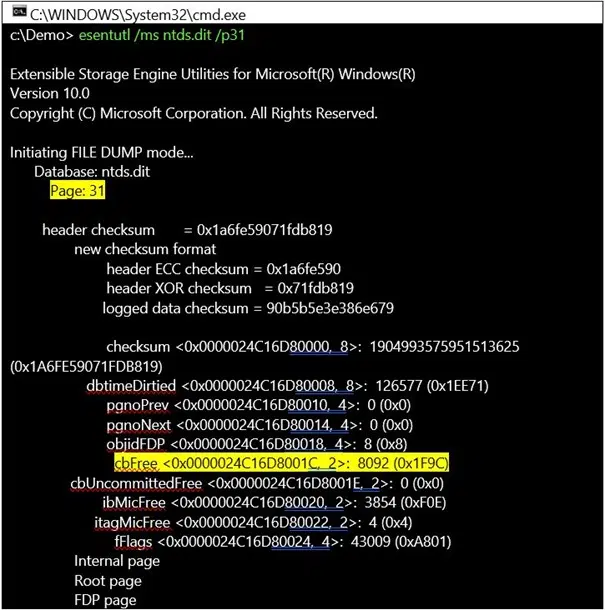 C:\WINDOWS\System32\cmd.exe
c:\Demo> esentutl /ms ntds.dit /p31
Extensible Storage Engine Utilities for Microsoft(R) Windows(R)
Version 10.0
Copyright (C) Microsoft Corporation. All Rights Reserved.
Initiating FILE DUMP mode...
Database: ntds.dit
Page: 31
header checksum = 0x1a6fe59071fdb819
new checksum format
header ECC checksum = 0x1a6fe590
header XOR checksum = 0x71fdb819
logged data checksum = 90b5b5e3e386e679
checksum <0x0000024C16D80000, 8>: 1904993575951513625
(0x1A6FE59071FDB819)
dbtimeDirtied <0x0000024C16D80008, 8>: 126577 (0x1EE71)
pgnoPrev <0x0000024C16D80010, 4>: 0 (0x0)
pgnoNext <0x0000024C16D80014, 4>: 0 (0x0)
objidFDP <0x0000024C16D80018, 4>: 8 (0x8)
cbFree <0x0000024C16D8001C, 2>: 8092 (0x1F9C)
cbUncommittedFree <0x0000024C16D8001E, 2>: 0 (0x0)
ibMicFree <0x0000024C16D80020, 2>: 3854 (0xF0E)
itagMicFree <0x0000024C16D80022, 2>: 4 (0x4)
fFlags <0x0000024C16D80024, 4>: 43009 (0xA801)
Internal page
Root page
FDP page